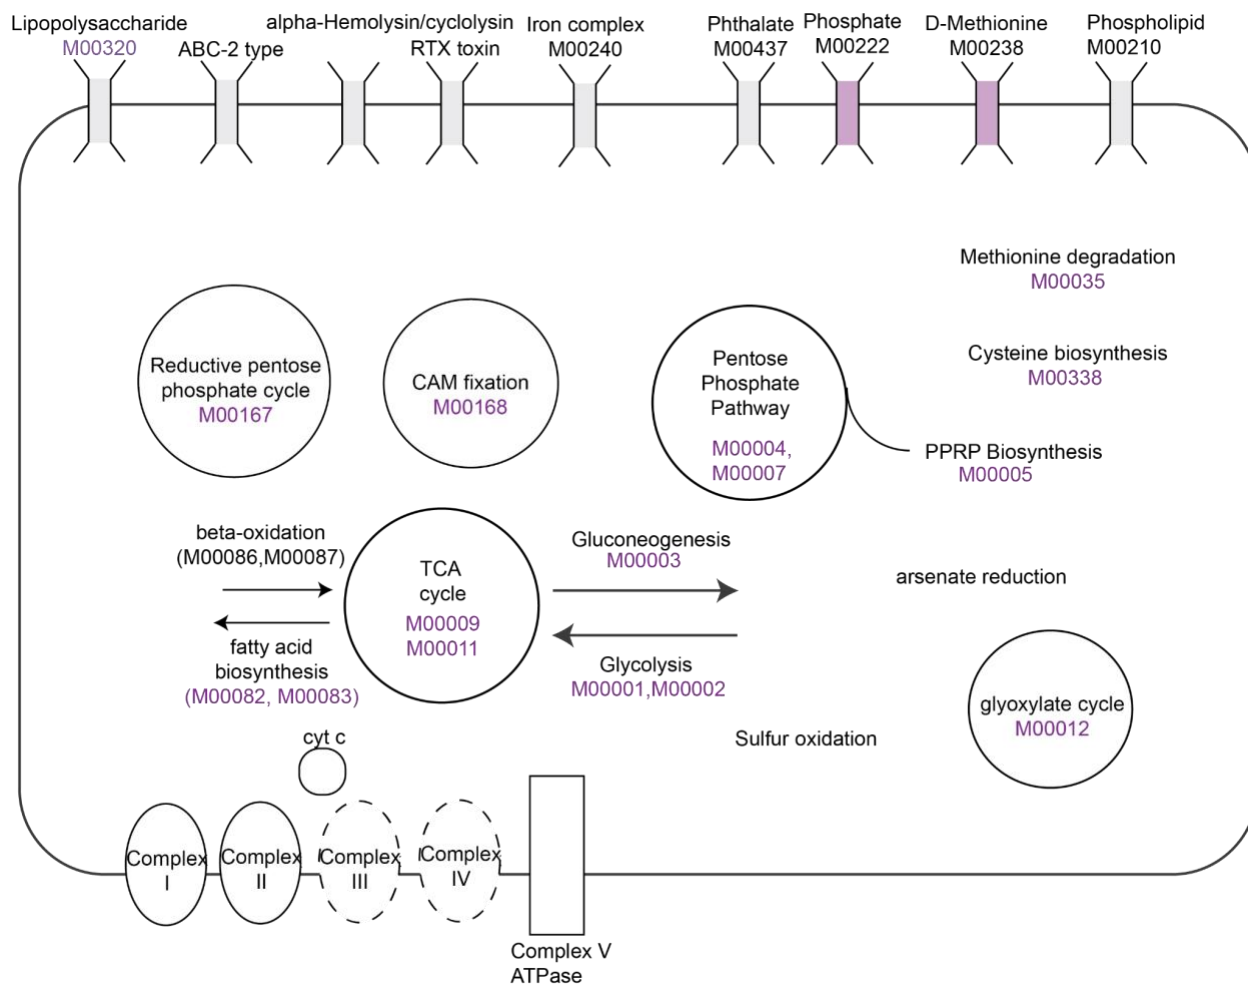 Lipopolysaccharide
M00320
ABC-2 type
alpha-Hemolysin/cyclolysin
RTX toxin
Iron complex
M00240
Phthalate
M00437
Phosphate
M00222
D-Methionine
M00238
Phospholipid
M00210
Methionine degradation
M00035
Reductive pentose
phosphate cycle
M00167
CAM fixation
M00168
Pentose
Phosphate
Pathway
M00004,
M00007
Cysteine biosynthesis
M00338
PPRP Biosynthesis
M00005
beta-oxidation
(M00086,M00087)
fatty acid
biosynthesis
(M00082, M00083)
TCA
cycle
M00009
M00011
Gluconeogenesis
M00003
Glycolysis
M00001,M00002
arsenate reduction
Sulfur oxidation
glyoxylate cycle
M00012
cyt c
Complex
I
Complex
II
Complex
III
Complex
IV
Complex V
ATPase